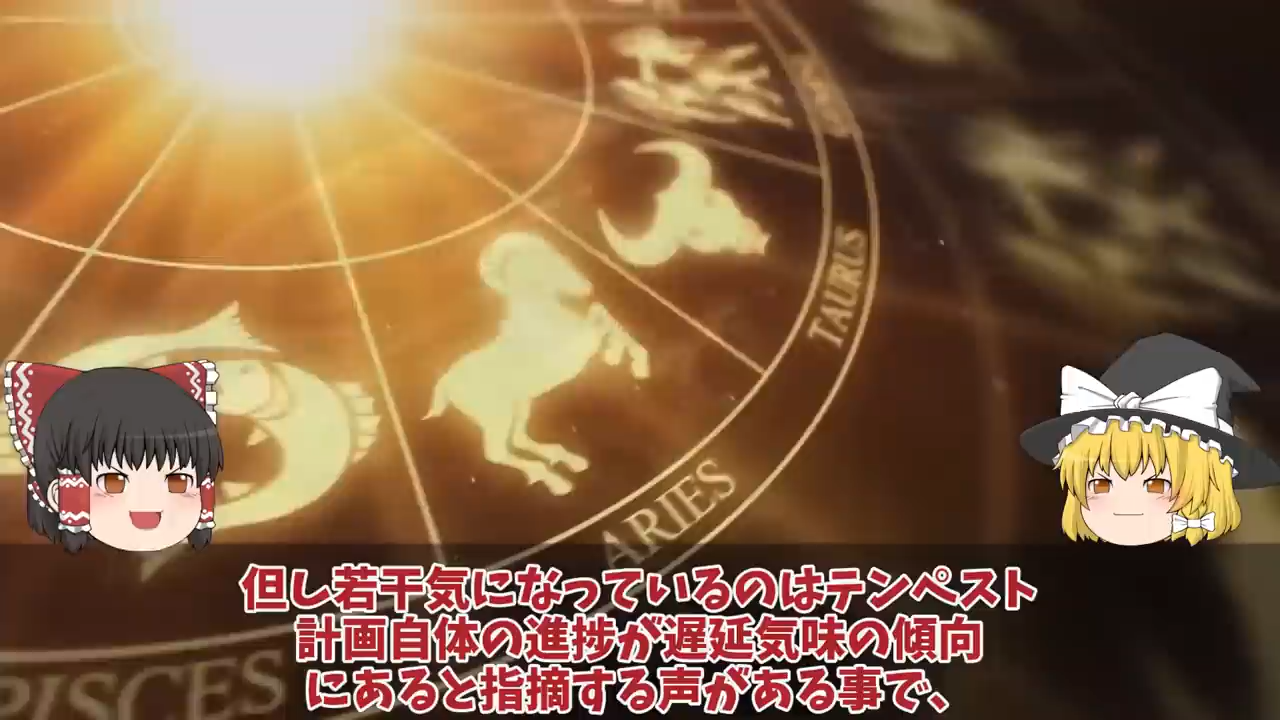 TAURUS
ARIES
PISCES
但し若干気になっているのはテンペスト
計画自体の進捗が遅延気味の傾向
にあると指摘する声がある事で、